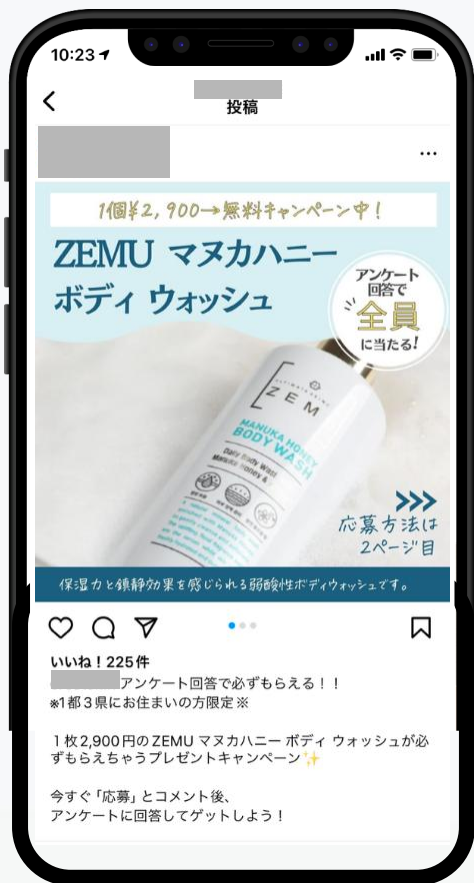 10:23
投稿
1個¥2,900→無料キャンペーン中!
ZEMU マヌカハニー
ボディ ウォッシュ
アンケート
回答で
全員
に当たる!
ZEM
MANUKA HONEY
BODY WASH
Daily Body Wash
Manuka Honey &
>>>
応募方法は
2ページ目
保湿力と鎮静効果を感じられる弱酸性ボディウォッシュです。
いいね!225件
アンケート回答で必ずもらえる!!
※1都3県にお住まいの方限定※
1枚2,900円のZEMU マヌカハニー ボディ ウォッシュが必
ずもらえちゃうプレゼントキャンペーン✨
今すぐ「応募」とコメント後、
アンケートに回答してゲットしよう!